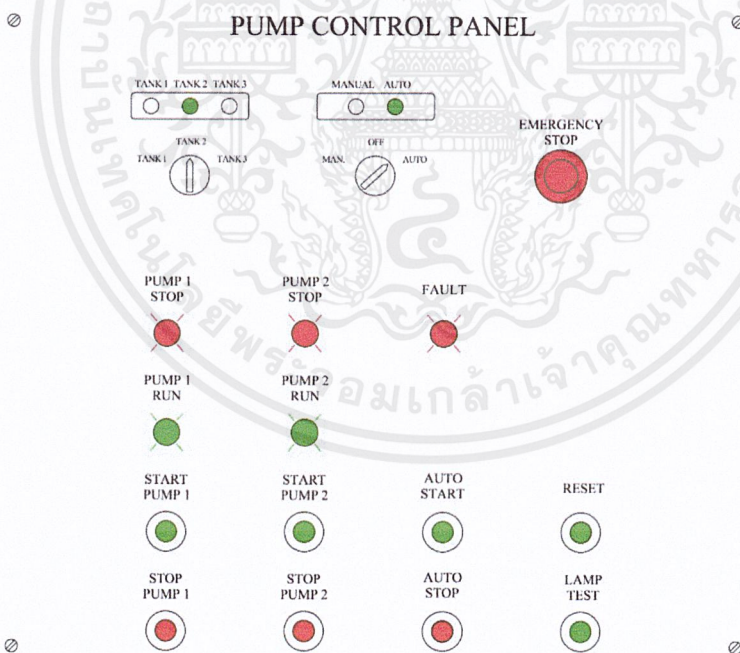 PUMP CONTROL PANEL
TANK 1 TANK 2 TANK 3
MANUAL AUTO
EMERGENCY
STOP
TANK 2
TANK 1 TANK 3
OFF
MAN. AUTO
PUMP 1
STOP
PUMP 2
STOP
FAULT
PUMP 1
RUN
PUMP 2
RUN
START
PUMP 1
START
PUMP 2
AUTO
START
RESET
STOP
PUMP 1
STOP
PUMP 2
AUTO
STOP
LAMP
TEST